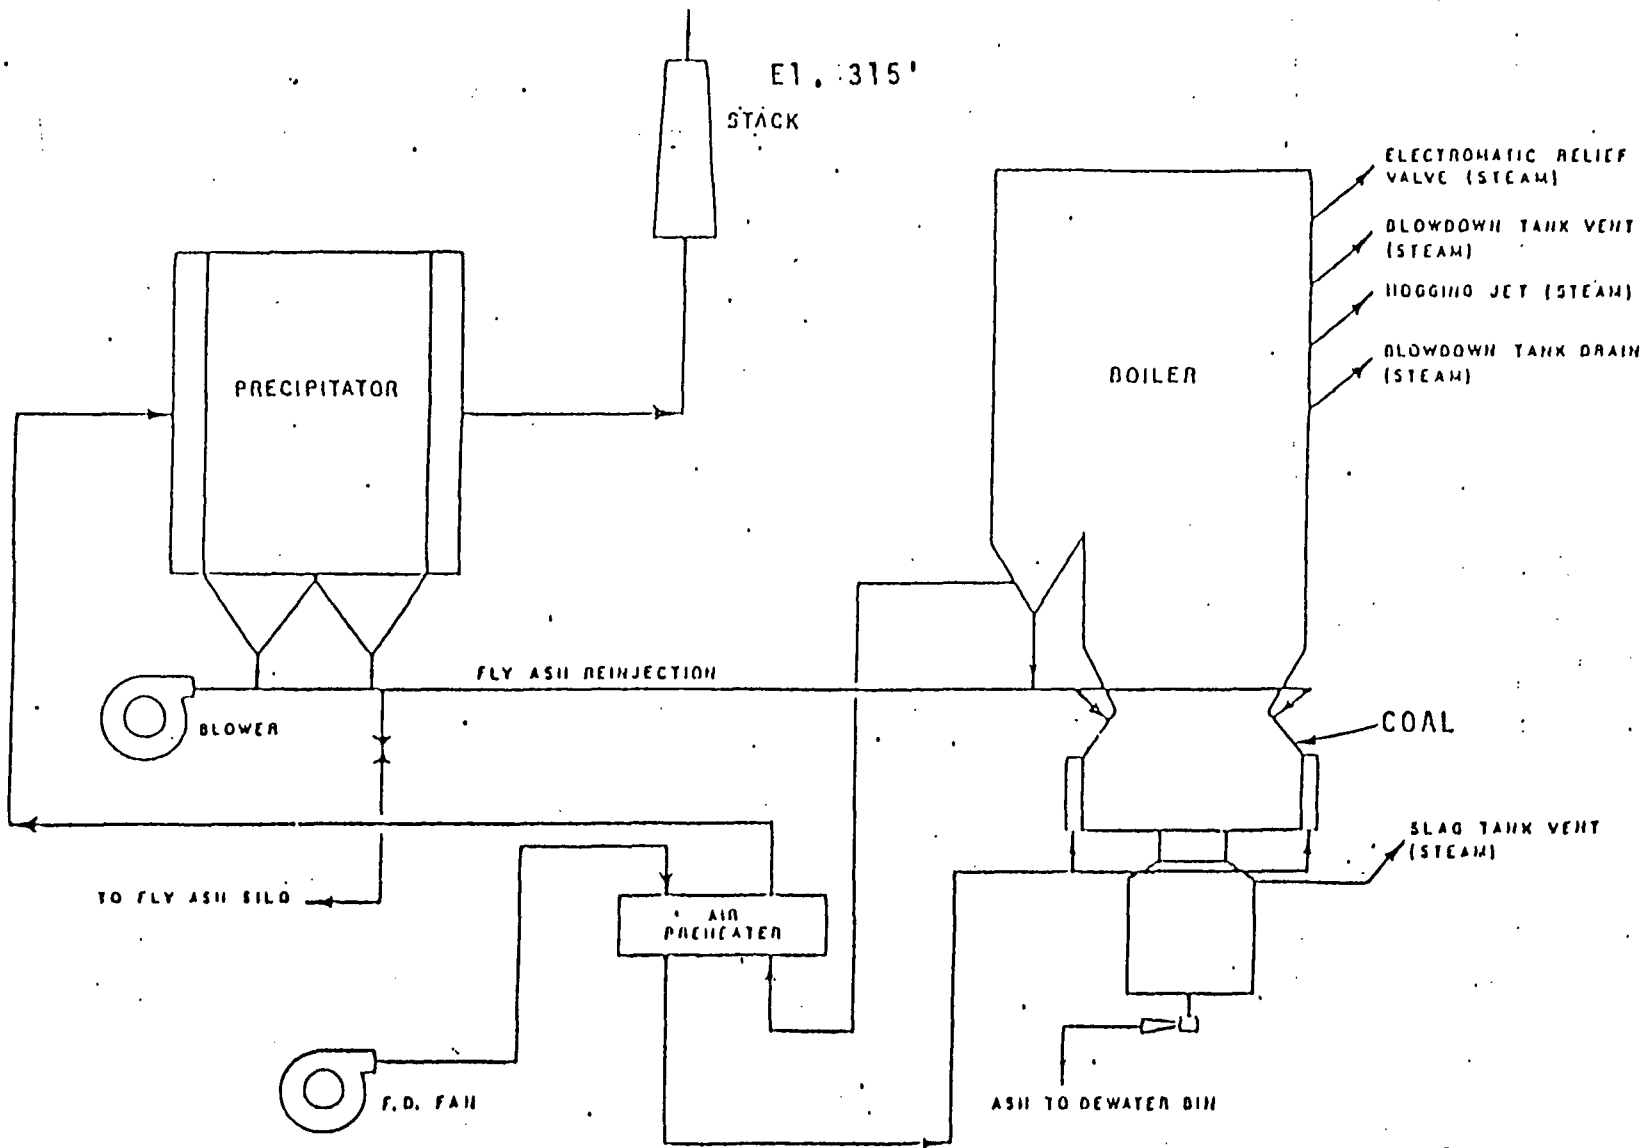 El. 315'
STACK
ELECTROMATIC RELIEF
VALVE (STEAM)
BLOWDOWN TANK VENT
(STEAM)
HOGGING JET (STEAM)
BLOWDOWN TANK DRAIN
(STEAM)
PRECIPITATOR
BOILER
FLY ASH REINJECTION
BLOWER
COAL
SLAG TANK VENT
(STEAM)
TO FLY ASH SILO
AIR
PREHEATER
F.D. FAN
ASH TO DEWATER BIN